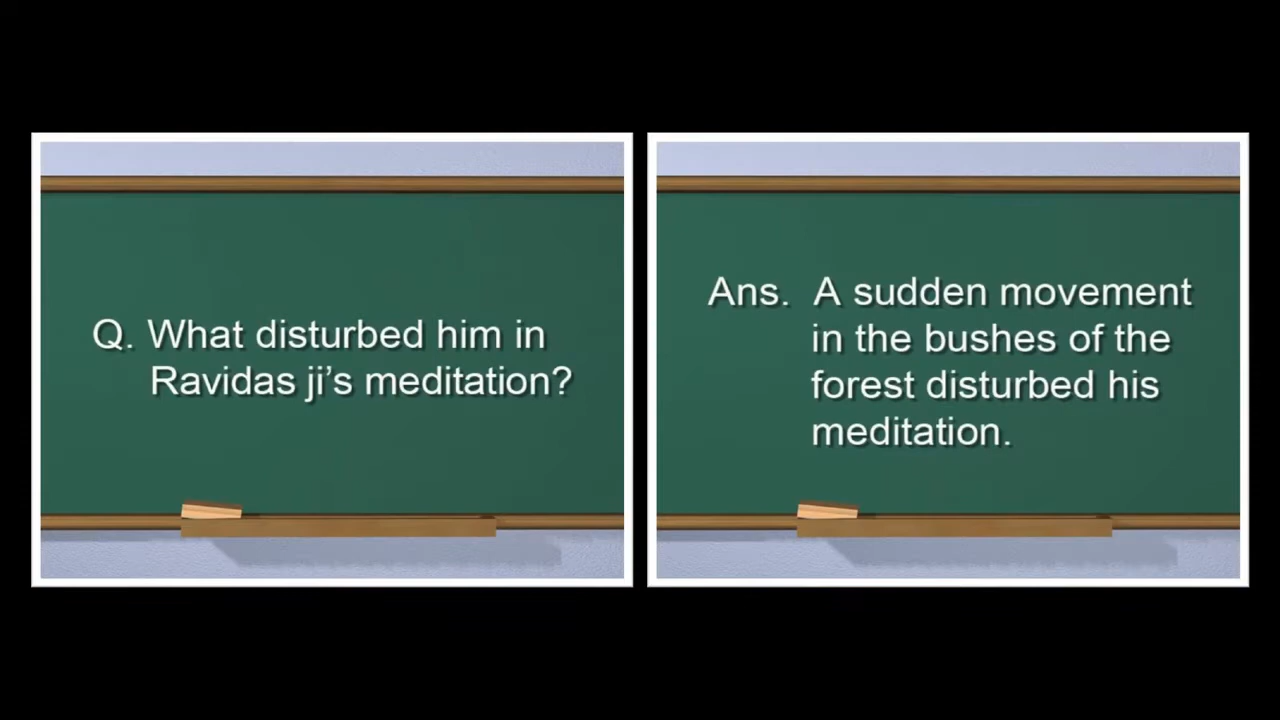 Q. What disturbed him in
Ravidas ji’s meditation?
Ans. A sudden movement
in the bushes of the
forest disturbed his
meditation.